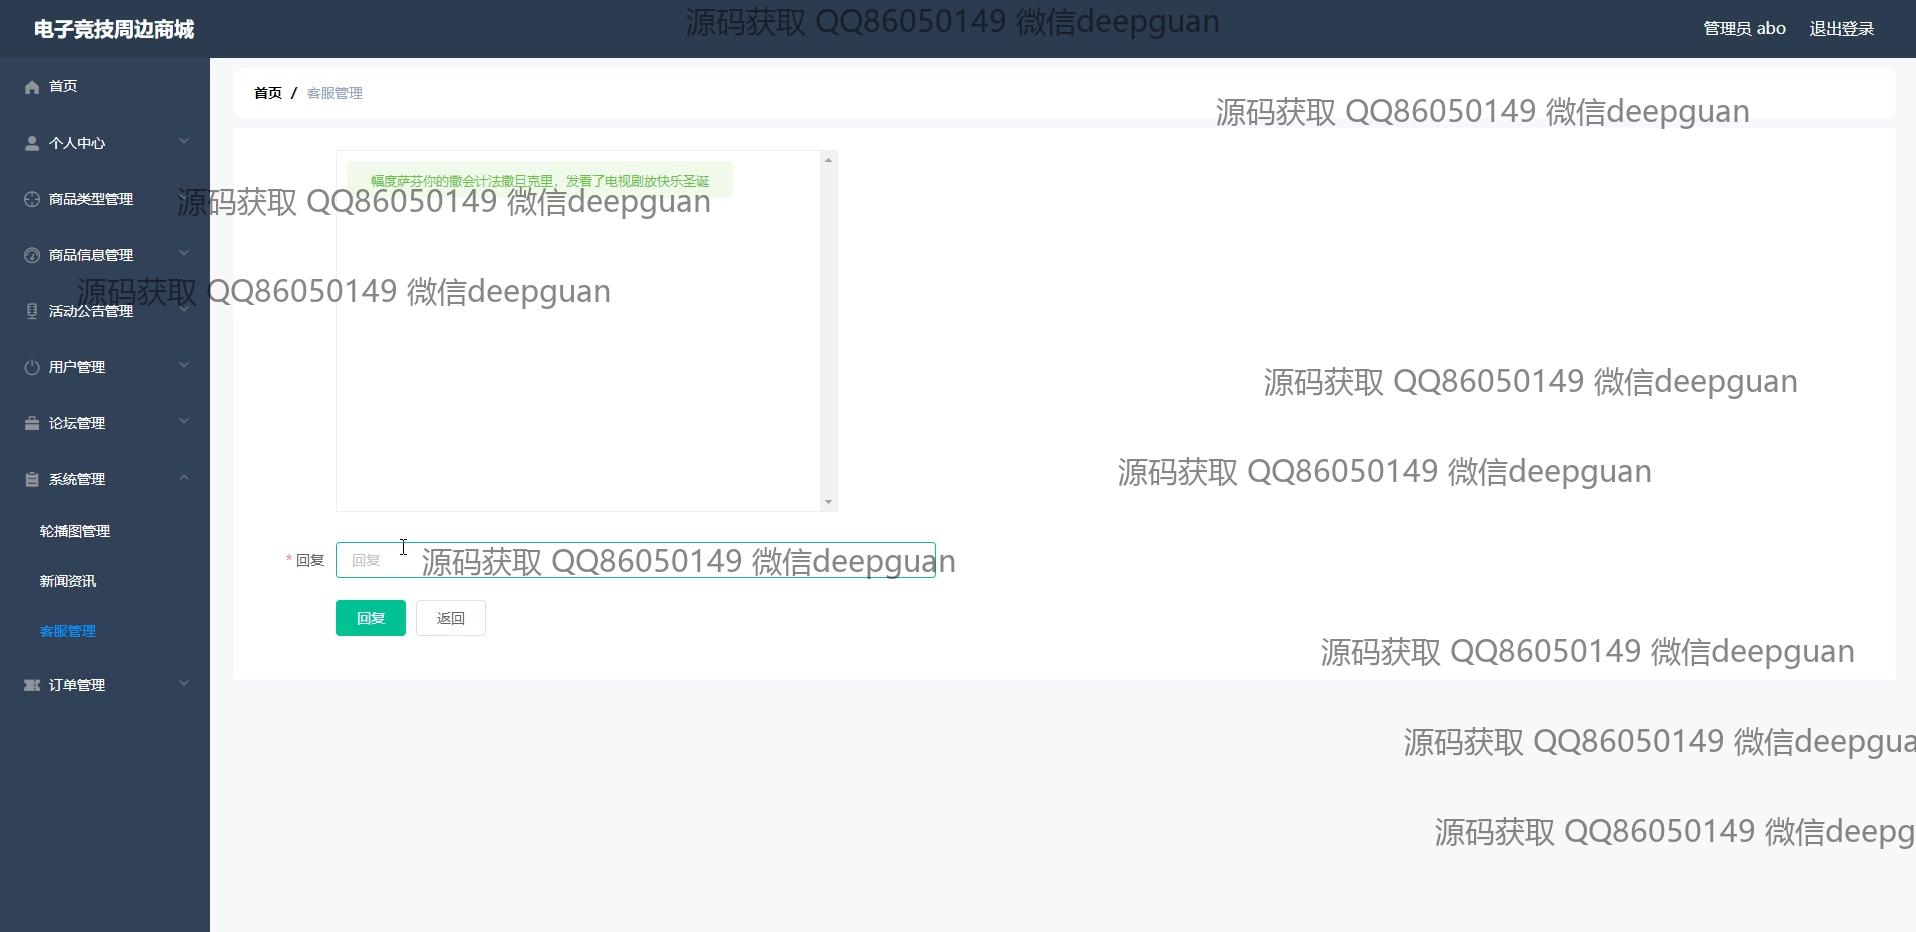 电子竞技周边商城
源码获取 QQ86050149 微信deepguan
管理员 abo
退出登录
首页
首页 / 客服管理
源码获取 QQ86050149 微信deepguan
个人中心
幅度萨芬你的撒会计法撒旦克里，发看了电视剧放快乐圣诞
商品类型管理
源码获取 QQ86050149 微信deepguan
商品信息管理
源码获取 QQ86050149 微信deepguan
活动公告管理
用户管理
源码获取 QQ86050149 微信deepguan
论坛管理
源码获取 QQ86050149 微信deepguan
系统管理
轮播图管理
* 回复
回复
源码获取 QQ86050149 微信deepguan
新闻资讯
回复
返回
客服管理
源码获取 QQ86050149 微信deepguan
订单管理
源码获取 QQ86050149 微信deepgua
源码获取 QQ86050149 微信deepg